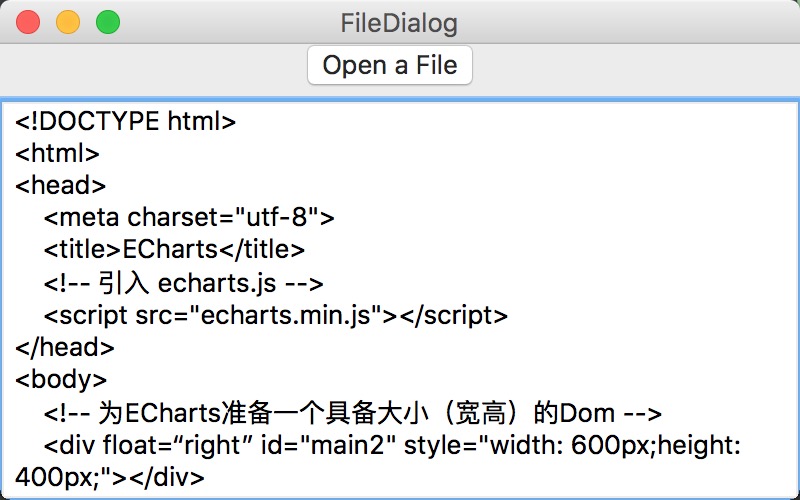 FileDialog
Open a File
<!DOCTYPE html>
<html>
<head>
    <meta charset="utf-8">
    <title>ECharts</title>
    <!-- 引入 echarts.js -->
    <script src="echarts.min.js"></script>
</head>
<body>
    <!-- 为ECharts准备一个具备大小（宽高）的Dom -->
    <div float=“right” id="main2" style="width: 600px;height:
400px;"></div>